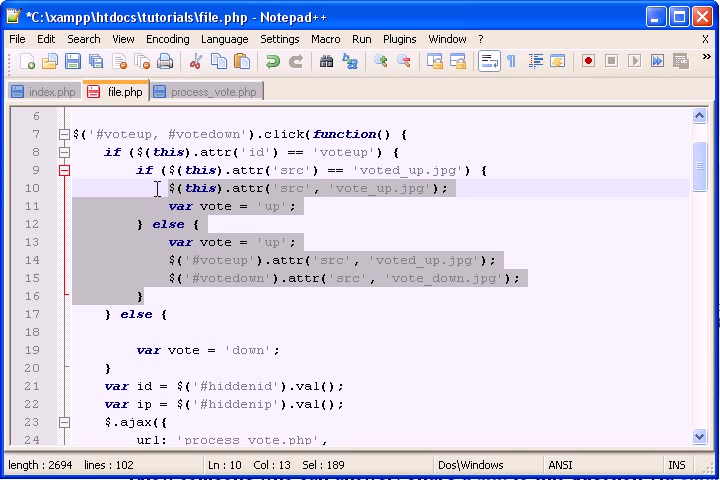 *C:\xampp\htdocs\tutorials\file.php - Notepad++
File Edit Search View Encoding Language Settings Macro Run Plugins Window ? X
index.php file.php process_vote.php
6
7 $('#voteup, #votedown').click(function() {
8 if ($(this).attr('id') == 'voteup') {
9 if ($(this).attr('src') == 'voted_up.jpg') {
10 $(this).attr('src', 'vote_up.jpg');
11 var vote = 'up';
12 } else {
13 var vote = 'up';
14 $('#voteup').attr('src', 'voted_up.jpg');
15 $('#votedown').attr('src', 'vote_down.jpg');
16 }
17 } else {
18
19 var vote = 'down';
20 }
21 var id = $('#hiddenid').val();
22 var ip = $('#hiddenip').val();
23 $.ajax({
24 url: 'process_vote.php',
length : 2694 lines : 102 Ln : 10 Col : 13 Sel : 189 Dos\Windows ANSI INS